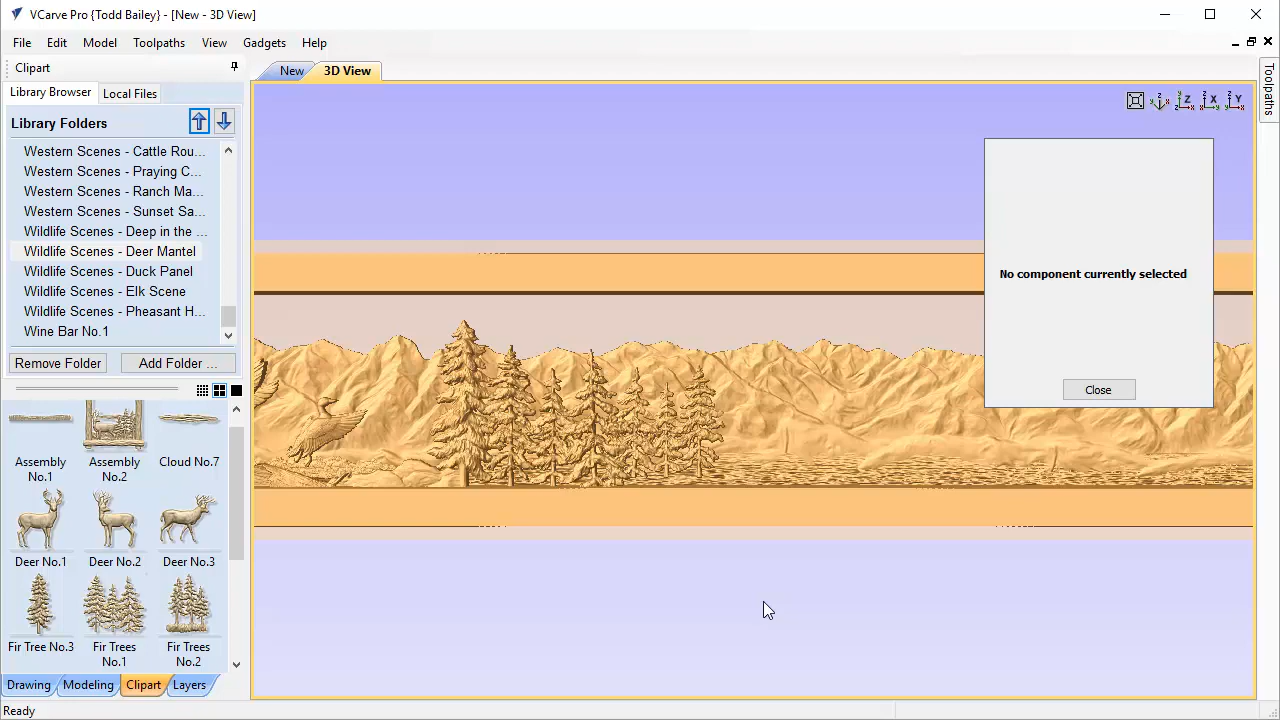 VCarve Pro {Todd Bailey} - [New - 3D View]
File Edit Model Toolpaths View Gadgets Help
Clipart
Library Browser Local Files
Library Folders
Western Scenes - Cattle Rou...
Western Scenes - Praying C...
Western Scenes - Ranch Ma...
Western Scenes - Sunset Sa...
Wildlife Scenes - Deep in the ...
Wildlife Scenes - Deer Mantel
Wildlife Scenes - Duck Panel
Wildlife Scenes - Elk Scene
Wildlife Scenes - Pheasant H...
Wine Bar No.1
Remove Folder Add Folder ...
Assembly No.1
Assembly No.2
Cloud No.7
Deer No.1
Deer No.2
Deer No.3
Fir Tree No.3
Fir Trees No.1
Fir Trees No.2
Drawing Modeling Clipart Layers
Ready
New 3D View
Z X Y
No component currently selected
Close
Toolpaths